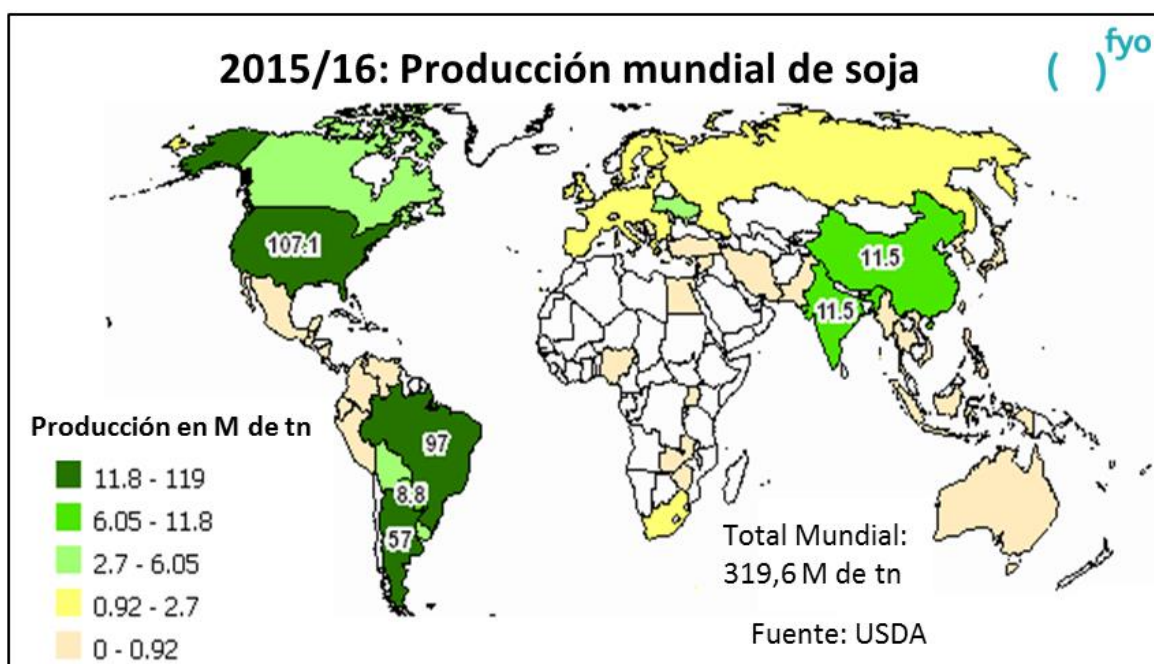 2015/16: Producción mundial de soja
( ) fyo
107.1
11.5
11.5
97
8.8
57
Producción en M de tn
11.8 - 119
6.05 - 11.8
2.7 - 6.05
0.92 - 2.7
0 - 0.92
Total Mundial:
319,6 M de tn
Fuente: USDA